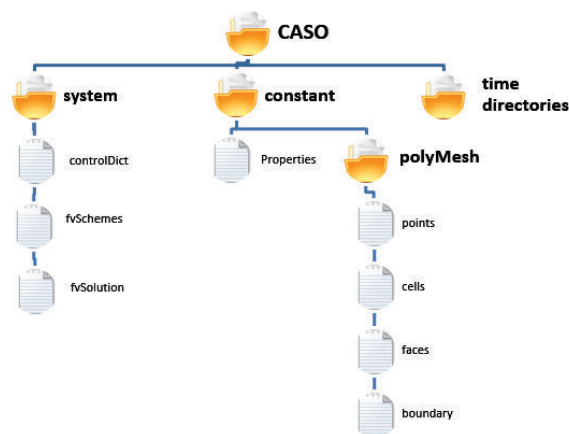 CASO
system
constant
time
directories
controlDict
Properties
polyMesh
fvSchemes
points
fvSolution
cells
faces
boundary